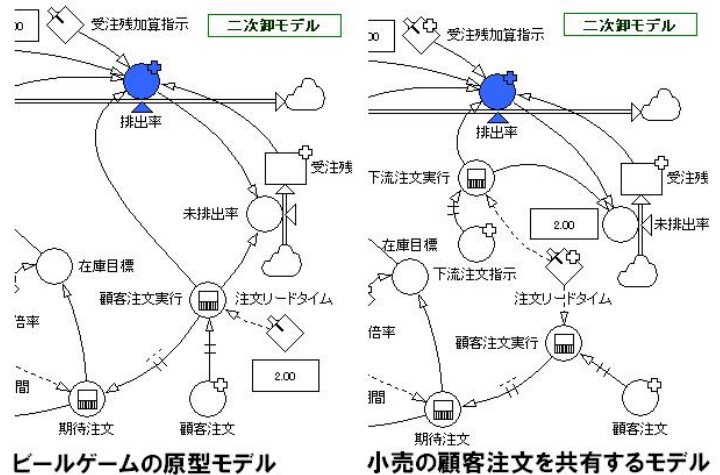 00
受注残加算指示
二次卸モデル
排出率
受注残
未排出率
在庫目標
顧客注文実行
注文リードタイム
倍率
2.00
間
期待注文
顧客注文
ビールゲームの原型モデル
00
受注残加算指示
二次卸モデル
排出率
下流注文実行
受注残
2.00
未排出率
在庫目標
下流注文指示
注文リードタイム
倍率
顧客注文実行
間
期待注文
顧客注文
小売の顧客注文を共有するモデル